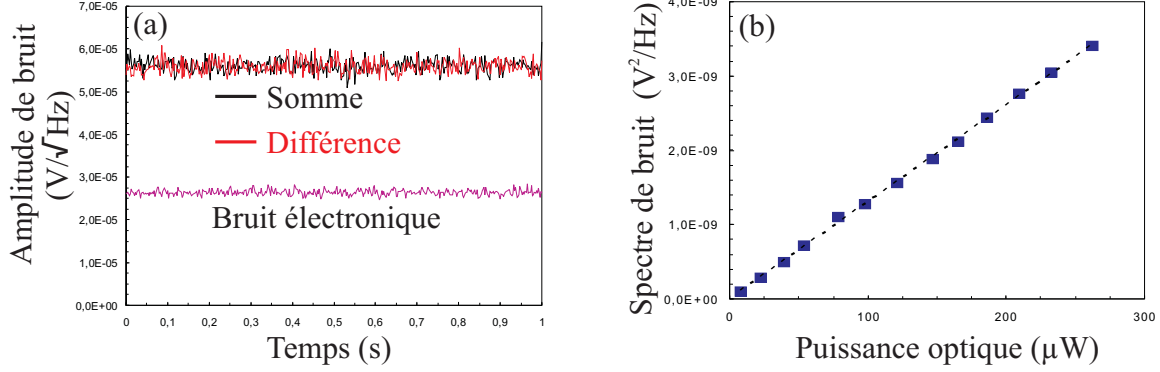 (a)
Amplitude de bruit
(V/√Hz)
7,0E-05
6,0E-05
5,0E-05
4,0E-05
3,0E-05
2,0E-05
1,0E-05
0,0E+00
Somme
Différence
Bruit électronique
0 0,1 0,2 0,3 0,4 0,5 0,6 0,7 0,8 0,9 1
Temps (s)
(b)
Spectre de bruit (V²/Hz)
4,0E-09
3,0E-09
2,0E-09
1,0E-09
0,0E+00
0 50 100 150 200 250 300
Puissance optique (µW)